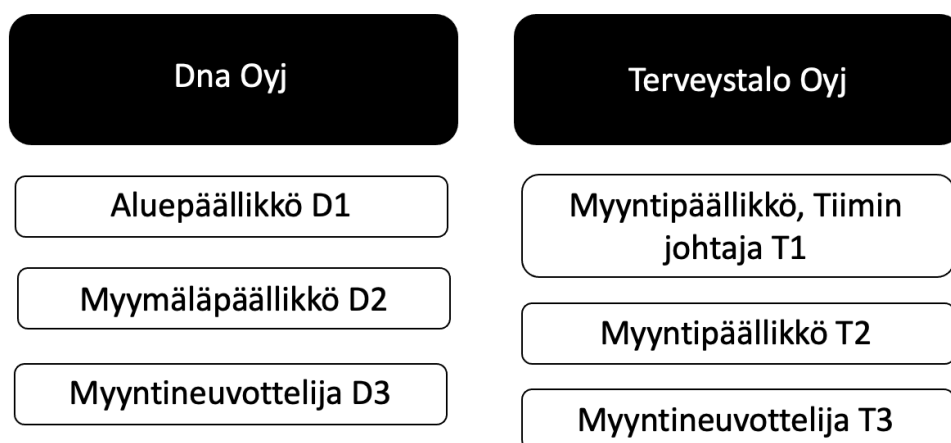 Dna Oyj
Aluepäällikkö D1
Myymäläpäällikkö D2
Myyntineuvottelija D3
Terveystalo Oyj
Myyntipäällikkö, Tiimin
johtaja T1
Myyntipäällikkö T2
Myyntineuvottelija T3